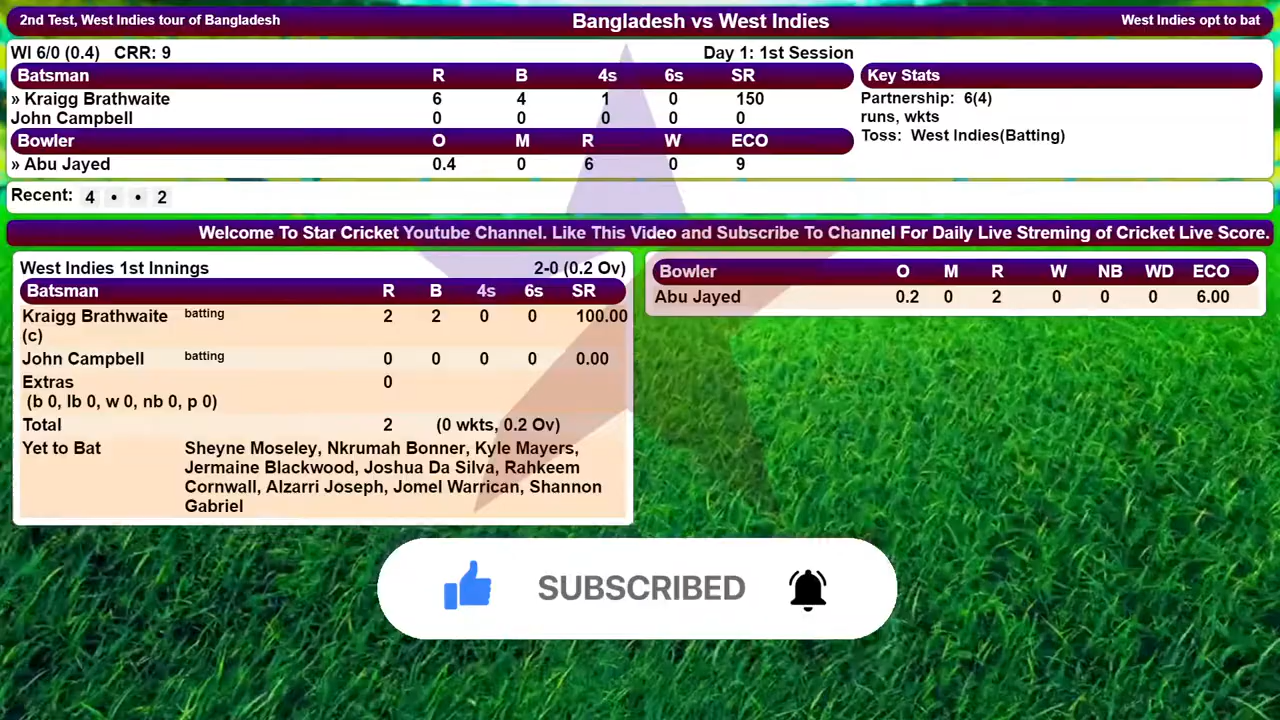 2nd Test, West Indies tour of Bangladesh Bangladesh vs West Indies West Indies opt to bat
WI 6/0 (0.4) CRR: 9 Day 1: 1st Session
Batsman R B 4s 6s SR
» Kraigg Brathwaite 6 4 1 0 150
John Campbell 0 0 0 0 0
Bowler O M R W ECO
» Abu Jayed 0.4 0 6 0 9
Key Stats
Partnership: 6(4)
runs, wkts
Toss: West Indies(Batting)
Recent: 4 • • 2
Welcome To Star Cricket Youtube Channel. Like This Video and Subscribe To Channel For Daily Live Streming of Cricket Live Score.
West Indies 1st Innings 2-0 (0.2 Ov)
Batsman R B 4s 6s SR
Kraigg Brathwaite batting 2 2 0 0 100.00
(c)
John Campbell batting 0 0 0 0 0.00
Extras 0
(b 0, lb 0, w 0, nb 0, p 0)
Total 2 (0 wkts, 0.2 Ov)
Yet to Bat Sheyne Moseley, Nkrumah Bonner, Kyle Mayers,
Jermaine Blackwood, Joshua Da Silva, Rahkeem
Cornwall, Alzarri Joseph, Jomel Warrican, Shannon
Gabriel
Bowler O M R W NB WD ECO
Abu Jayed 0.2 0 2 0 0 0 6.00
SUBSCRIBED